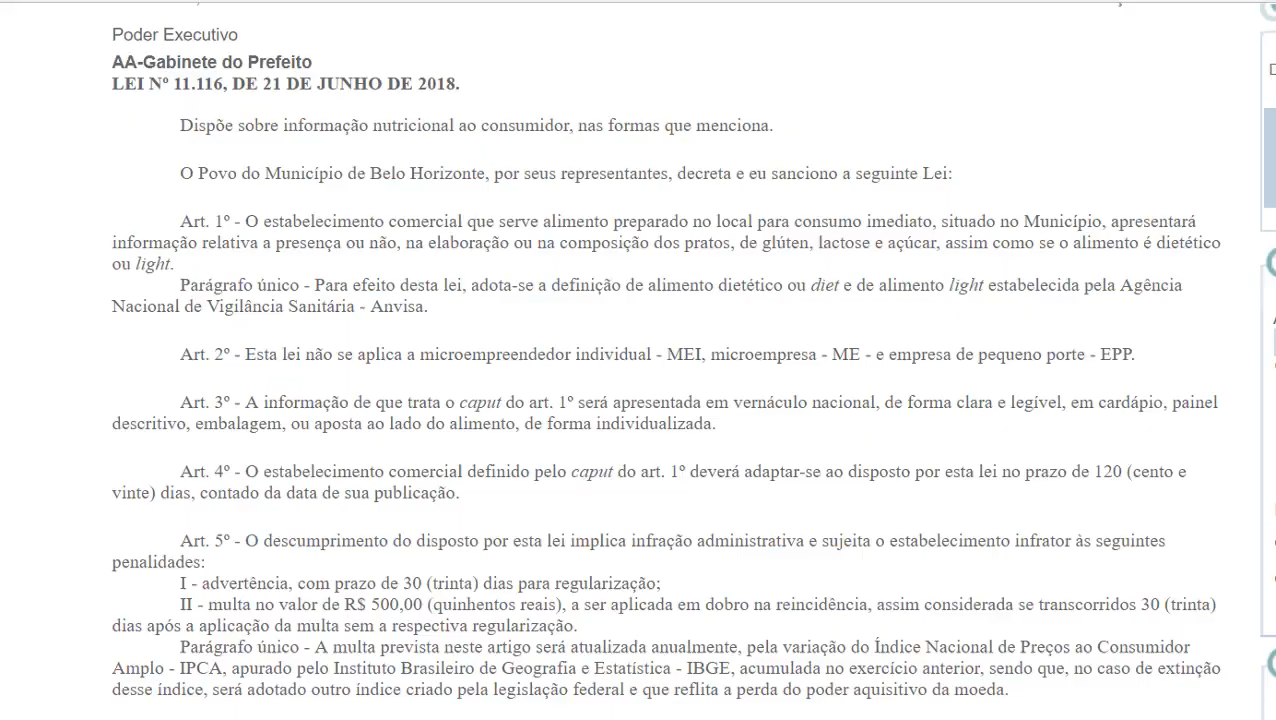 Poder Executivo
AA-Gabinete do Prefeito
LEI Nº 11.116, DE 21 DE JUNHO DE 2018.
Dispõe sobre informação nutricional ao consumidor, nas formas que menciona.
O Povo do Município de Belo Horizonte, por seus representantes, decreta e eu sanciono a seguinte Lei:
Art. 1º - O estabelecimento comercial que serve alimento preparado no local para consumo imediato, situado no Município, apresentará
informação relativa a presença ou não, na elaboração ou na composição dos pratos, de glúten, lactose e açúcar, assim como se o alimento é dietético
ou light.
Parágrafo único - Para efeito desta lei, adota-se a definição de alimento dietético ou diet e de alimento light estabelecida pela Agência
Nacional de Vigilância Sanitária - Anvisa.
Art. 2º - Esta lei não se aplica a microempreendedor individual - MEI, microempresa - ME - e empresa de pequeno porte - EPP.
Art. 3º - A informação de que trata o caput do art. 1º será apresentada em vernáculo nacional, de forma clara e legível, em cardápio, painel
descritivo, embalagem, ou aposta ao lado do alimento, de forma individualizada.
Art. 4º - O estabelecimento comercial definido pelo caput do art. 1º deverá adaptar-se ao disposto por esta lei no prazo de 120 (cento e
vinte) dias, contado da data de sua publicação.
Art. 5º - O descumprimento do disposto por esta lei implica infração administrativa e sujeita o estabelecimento infrator às seguintes
penalidades:
I - advertência, com prazo de 30 (trinta) dias para regularização;
II - multa no valor de R$ 500,00 (quinhentos reais), a ser aplicada em dobro na reincidência, assim considerada se transcorridos 30 (trinta)
dias após a aplicação da multa sem a respectiva regularização.
Parágrafo único - A multa prevista neste artigo será atualizada anualmente, pela variação do Índice Nacional de Preços ao Consumidor
Amplo - IPCA, apurado pelo Instituto Brasileiro de Geografia e Estatística - IBGE, acumulada no exercício anterior, sendo que, no caso de extinção
desse índice, será adotado outro índice criado pela legislação federal e que reflita a perda do poder aquisitivo da moeda.